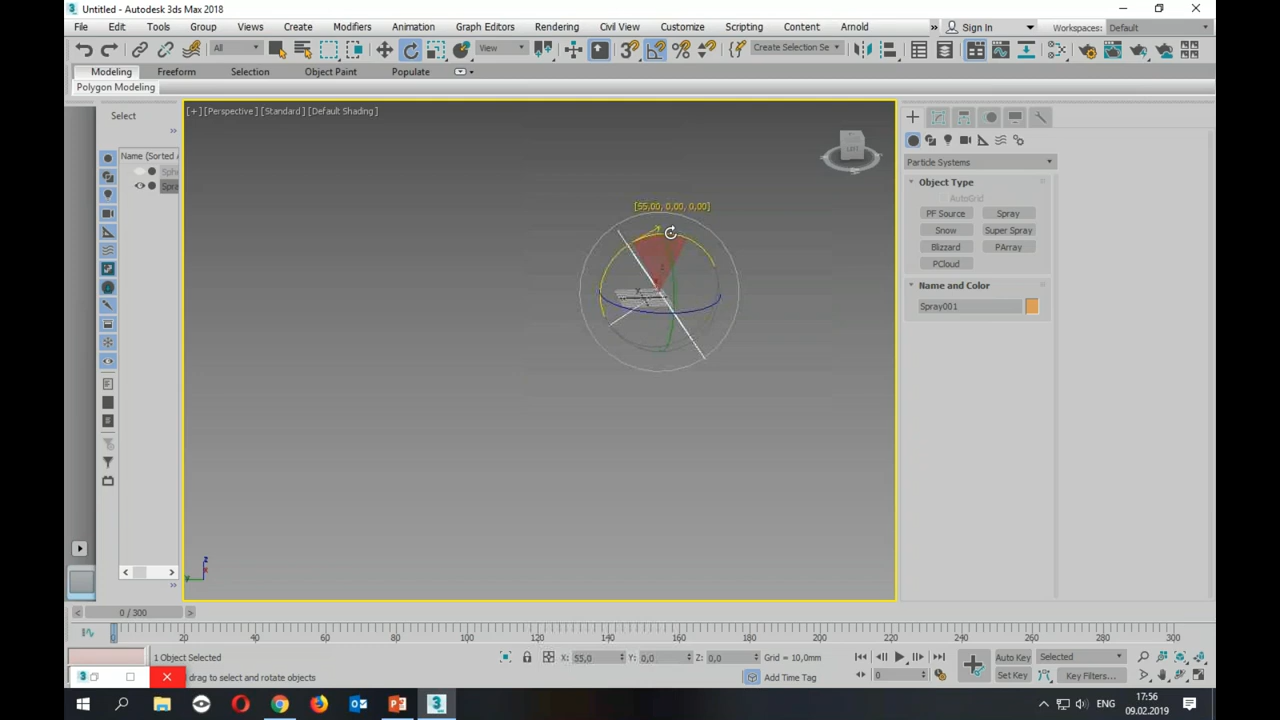 Untitled - Autodesk 3ds Max 2018
File Edit Tools Group Views Create Modifiers Animation Graph Editors Rendering Civil View Customize Scripting Content Arnold » Sign In Workspaces: Default
All View Create Selection Se
Modeling Freeform Selection Object Paint Populate
Polygon Modeling
Select
[+] [Perspective] [Standard] [Default Shading]
»
Name (Sorted A
Sphe
Spra
[55,00, 0,00, 0,00]
LEFT
Particle Systems
Object Type
AutoGrid
PF Source Spray
Snow Super Spray
Blizzard PArray
PCloud
Name and Color
Spray001
z
x
y
»
0 / 300
0 20 40 60 80 100 120 140 160 180 200 220 240 260 280 300
1 Object Selected X: 55,0 Y: 0,0 Z: 0,0 Grid = 10,0mm Auto Key Selected
drag to select and rotate objects Add Time Tag 0 Set Key Key Filters...
ENG 17:56
09.02.2019